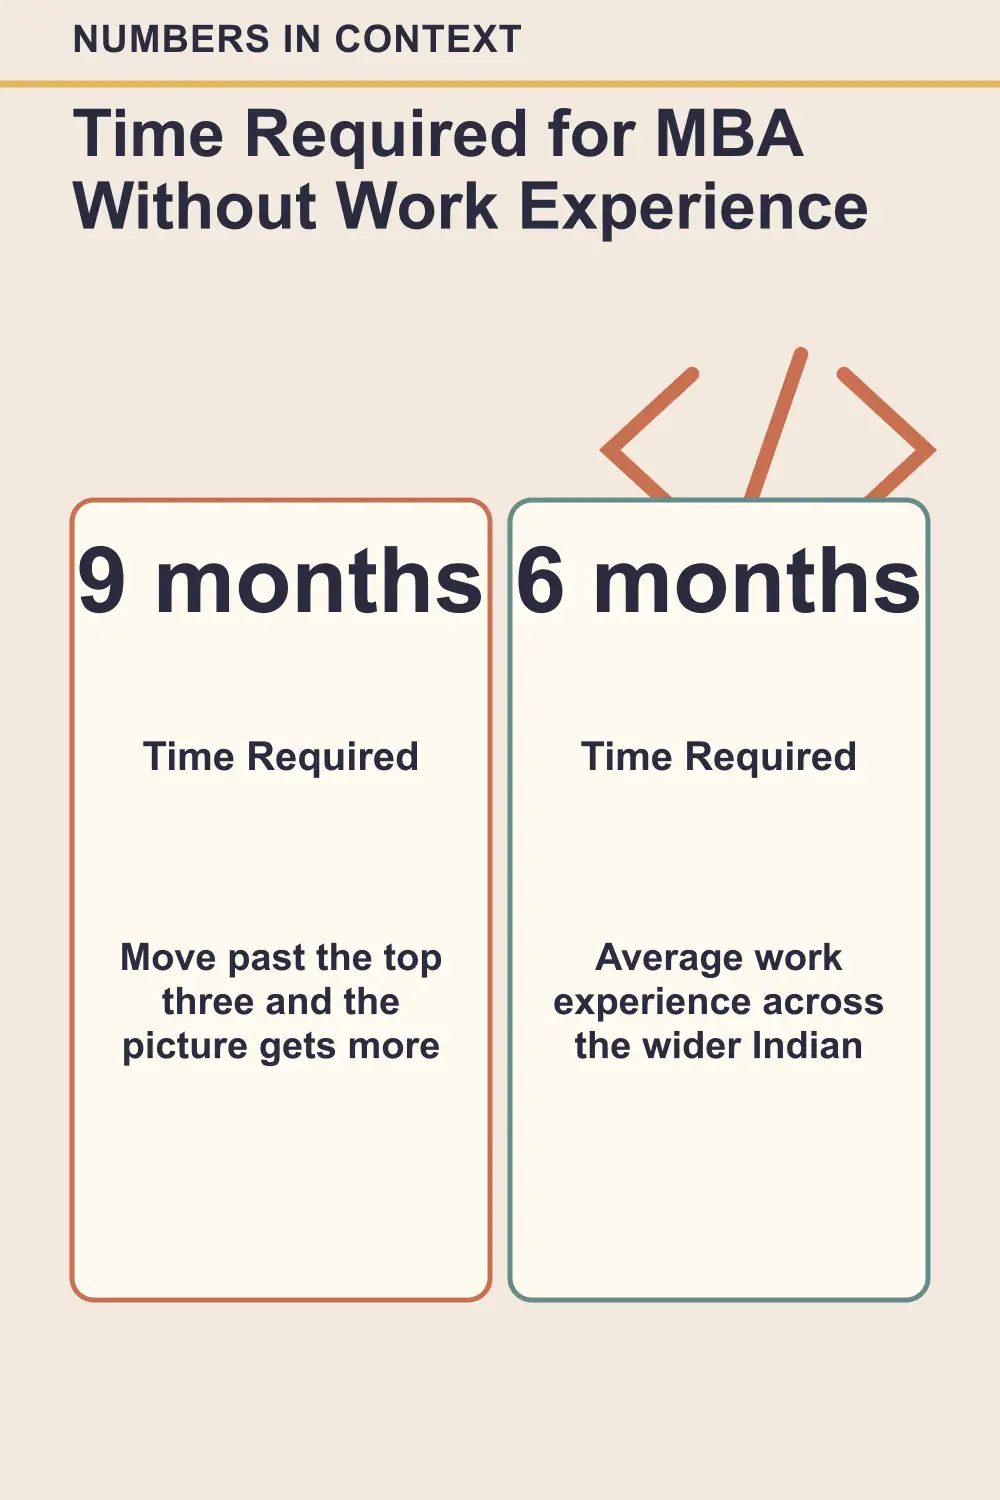 NUMBERS IN CONTEXT
Time Required for MBA
Without Work Experience
9 months
Time Required
Move past the top
three and the
picture gets more
6 months
Time Required
Average work
experience across
the wider Indian